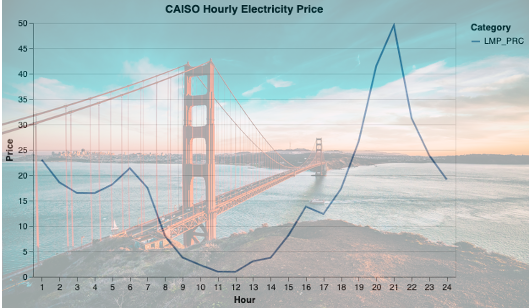 CAISO Hourly Electricity Price
Category
LMP_PRC
50
45
40
35
30
25
20
15
10
5
0
Price
1 2 3 4 5 6 7 8 9 10 11 12 13 14 15 16 17 18 19 20 21 22 23 24
Hour